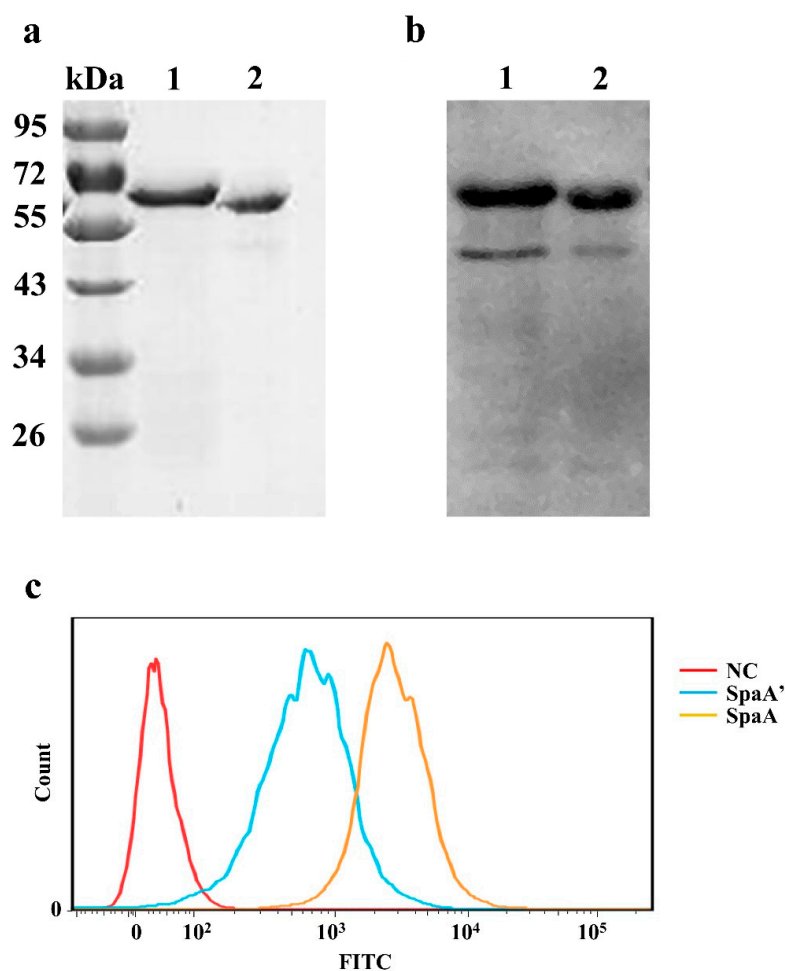 a
b
kDa 1 2
1 2
95
72
55
43
34
26
c
NC
SpaA’
SpaA
Count
0
0 10² 10³ 10⁴ 10⁵
FITC